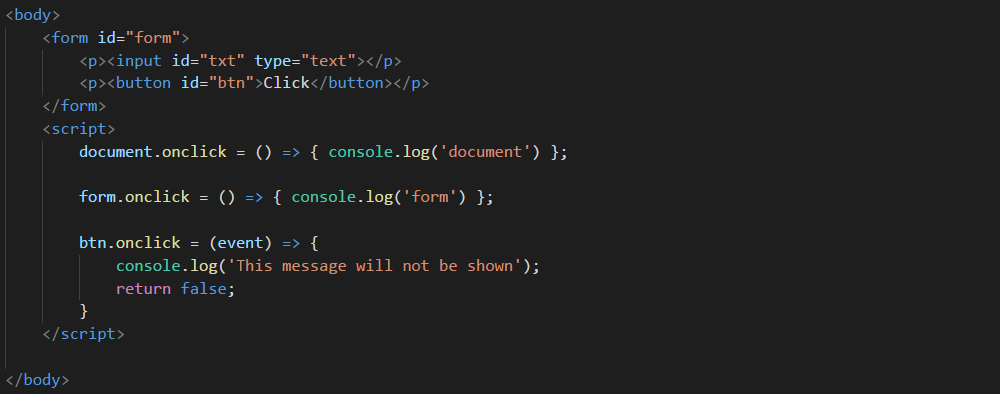 <body>
<form id="form">
<p><input id="txt" type="text"></p>
<p><button id="btn">Click</button></p>
</form>
<script>
document.onclick = () => { console.log('document') };
form.onclick = () => { console.log('form') };
btn.onclick = (event) => {
console.log('This message will not be shown');
return false;
}
</script>
</body>